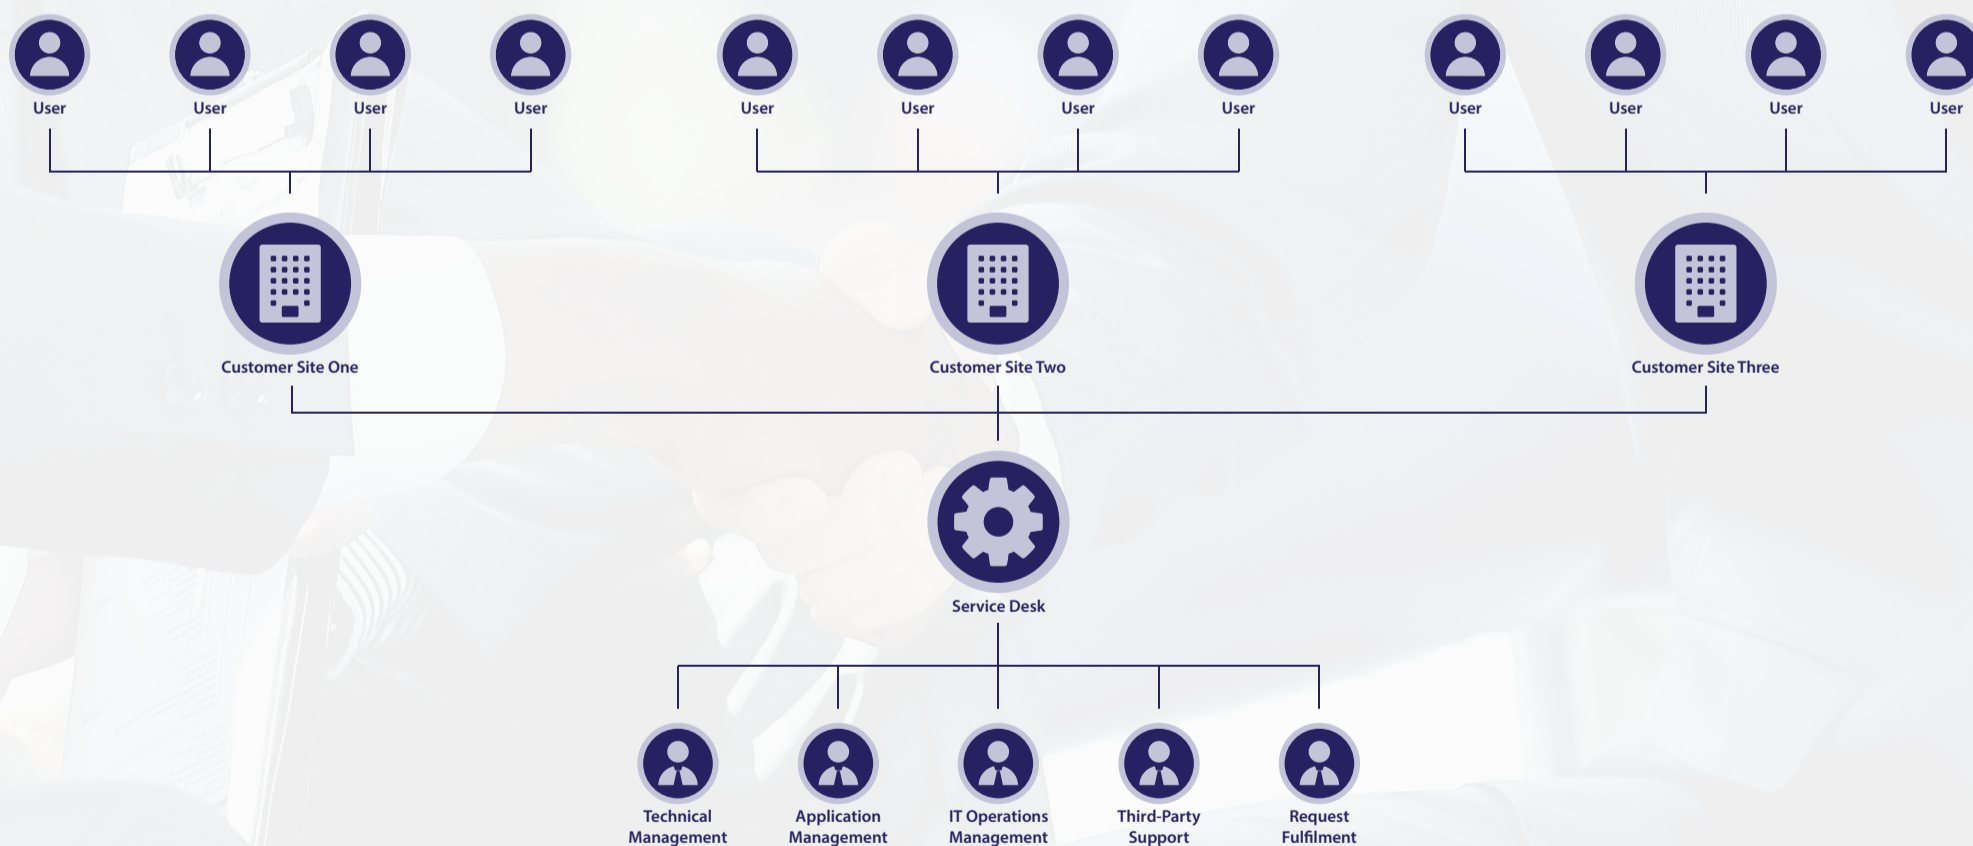 User
User
User
User
User
User
User
User
User
User
User
User
Customer Site One
Customer Site Two
Customer Site Three
Service Desk
Technical
Management
Application
Management
IT Operations
Management
Third-Party
Support
Request
Fulfilment